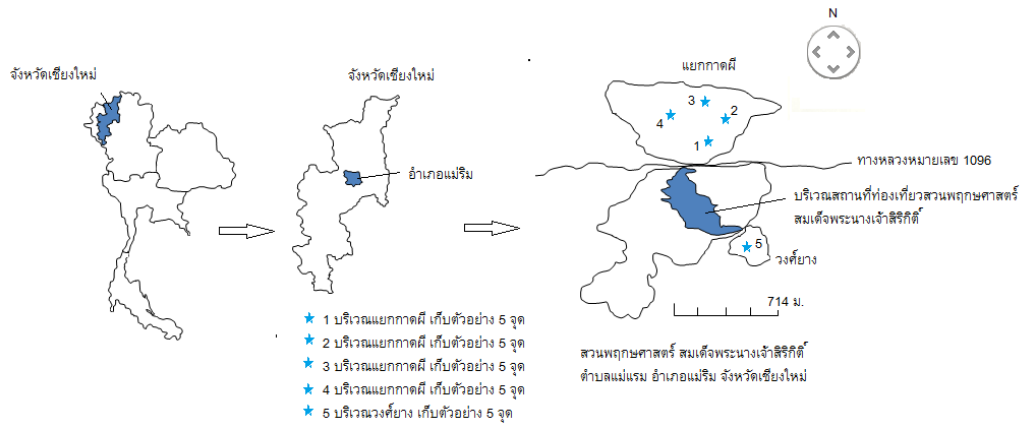 จังหวัดเชียงใหม่
จังหวัดเชียงใหม่
อำเภอแม่ริม
N
แยกกาดผี
3
2
4
1
ทางหลวงหมายเลข 1096
บริเวณสถานที่ท่องเที่ยวสวนพฤกษศาสตร์
สมเด็จพระนางเจ้าสิริกิติ์
5
วงศ์ยาง
714 ม.
1 บริเวณแยกกาดผี เก็บตัวอย่าง 5 จุด
2 บริเวณแยกกาดผี เก็บตัวอย่าง 5 จุด
3 บริเวณแยกกาดผี เก็บตัวอย่าง 5 จุด
4 บริเวณแยกกาดผี เก็บตัวอย่าง 5 จุด
5 บริเวณวงศ์ยาง เก็บตัวอย่าง 5 จุด
สวนพฤกษศาสตร์ สมเด็จพระนางเจ้าสิริกิติ์
ตำบลแม่แรม อำเภอแม่ริม จังหวัดเชียงใหม่